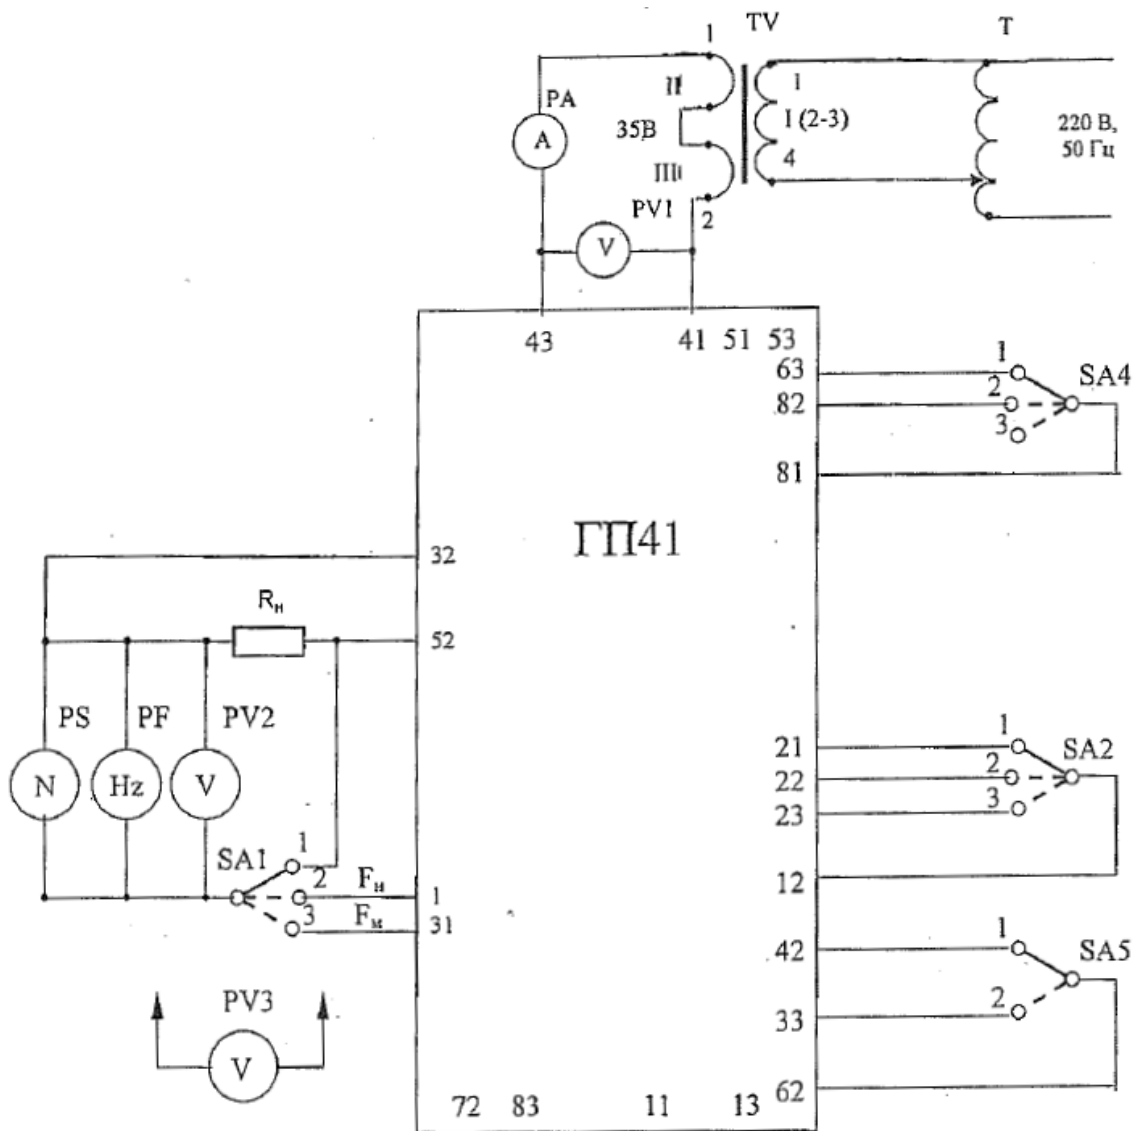 TV
T
1
PA
II
I
35В
I (2-3)
220 В,
50 Гц
A
III
4
PV1
2
V
43
41
51
53
63
1
SA4
82
2
3
81
ГП41
32
Rн
52
PS
PF
PV2
21
1
SA2
N
Hz
V
22
2
23
3
SA1
1
2
Fн
1
12
3
Fм
31
42
1
SA5
PV3
2
33
V
62
72
83
11
13